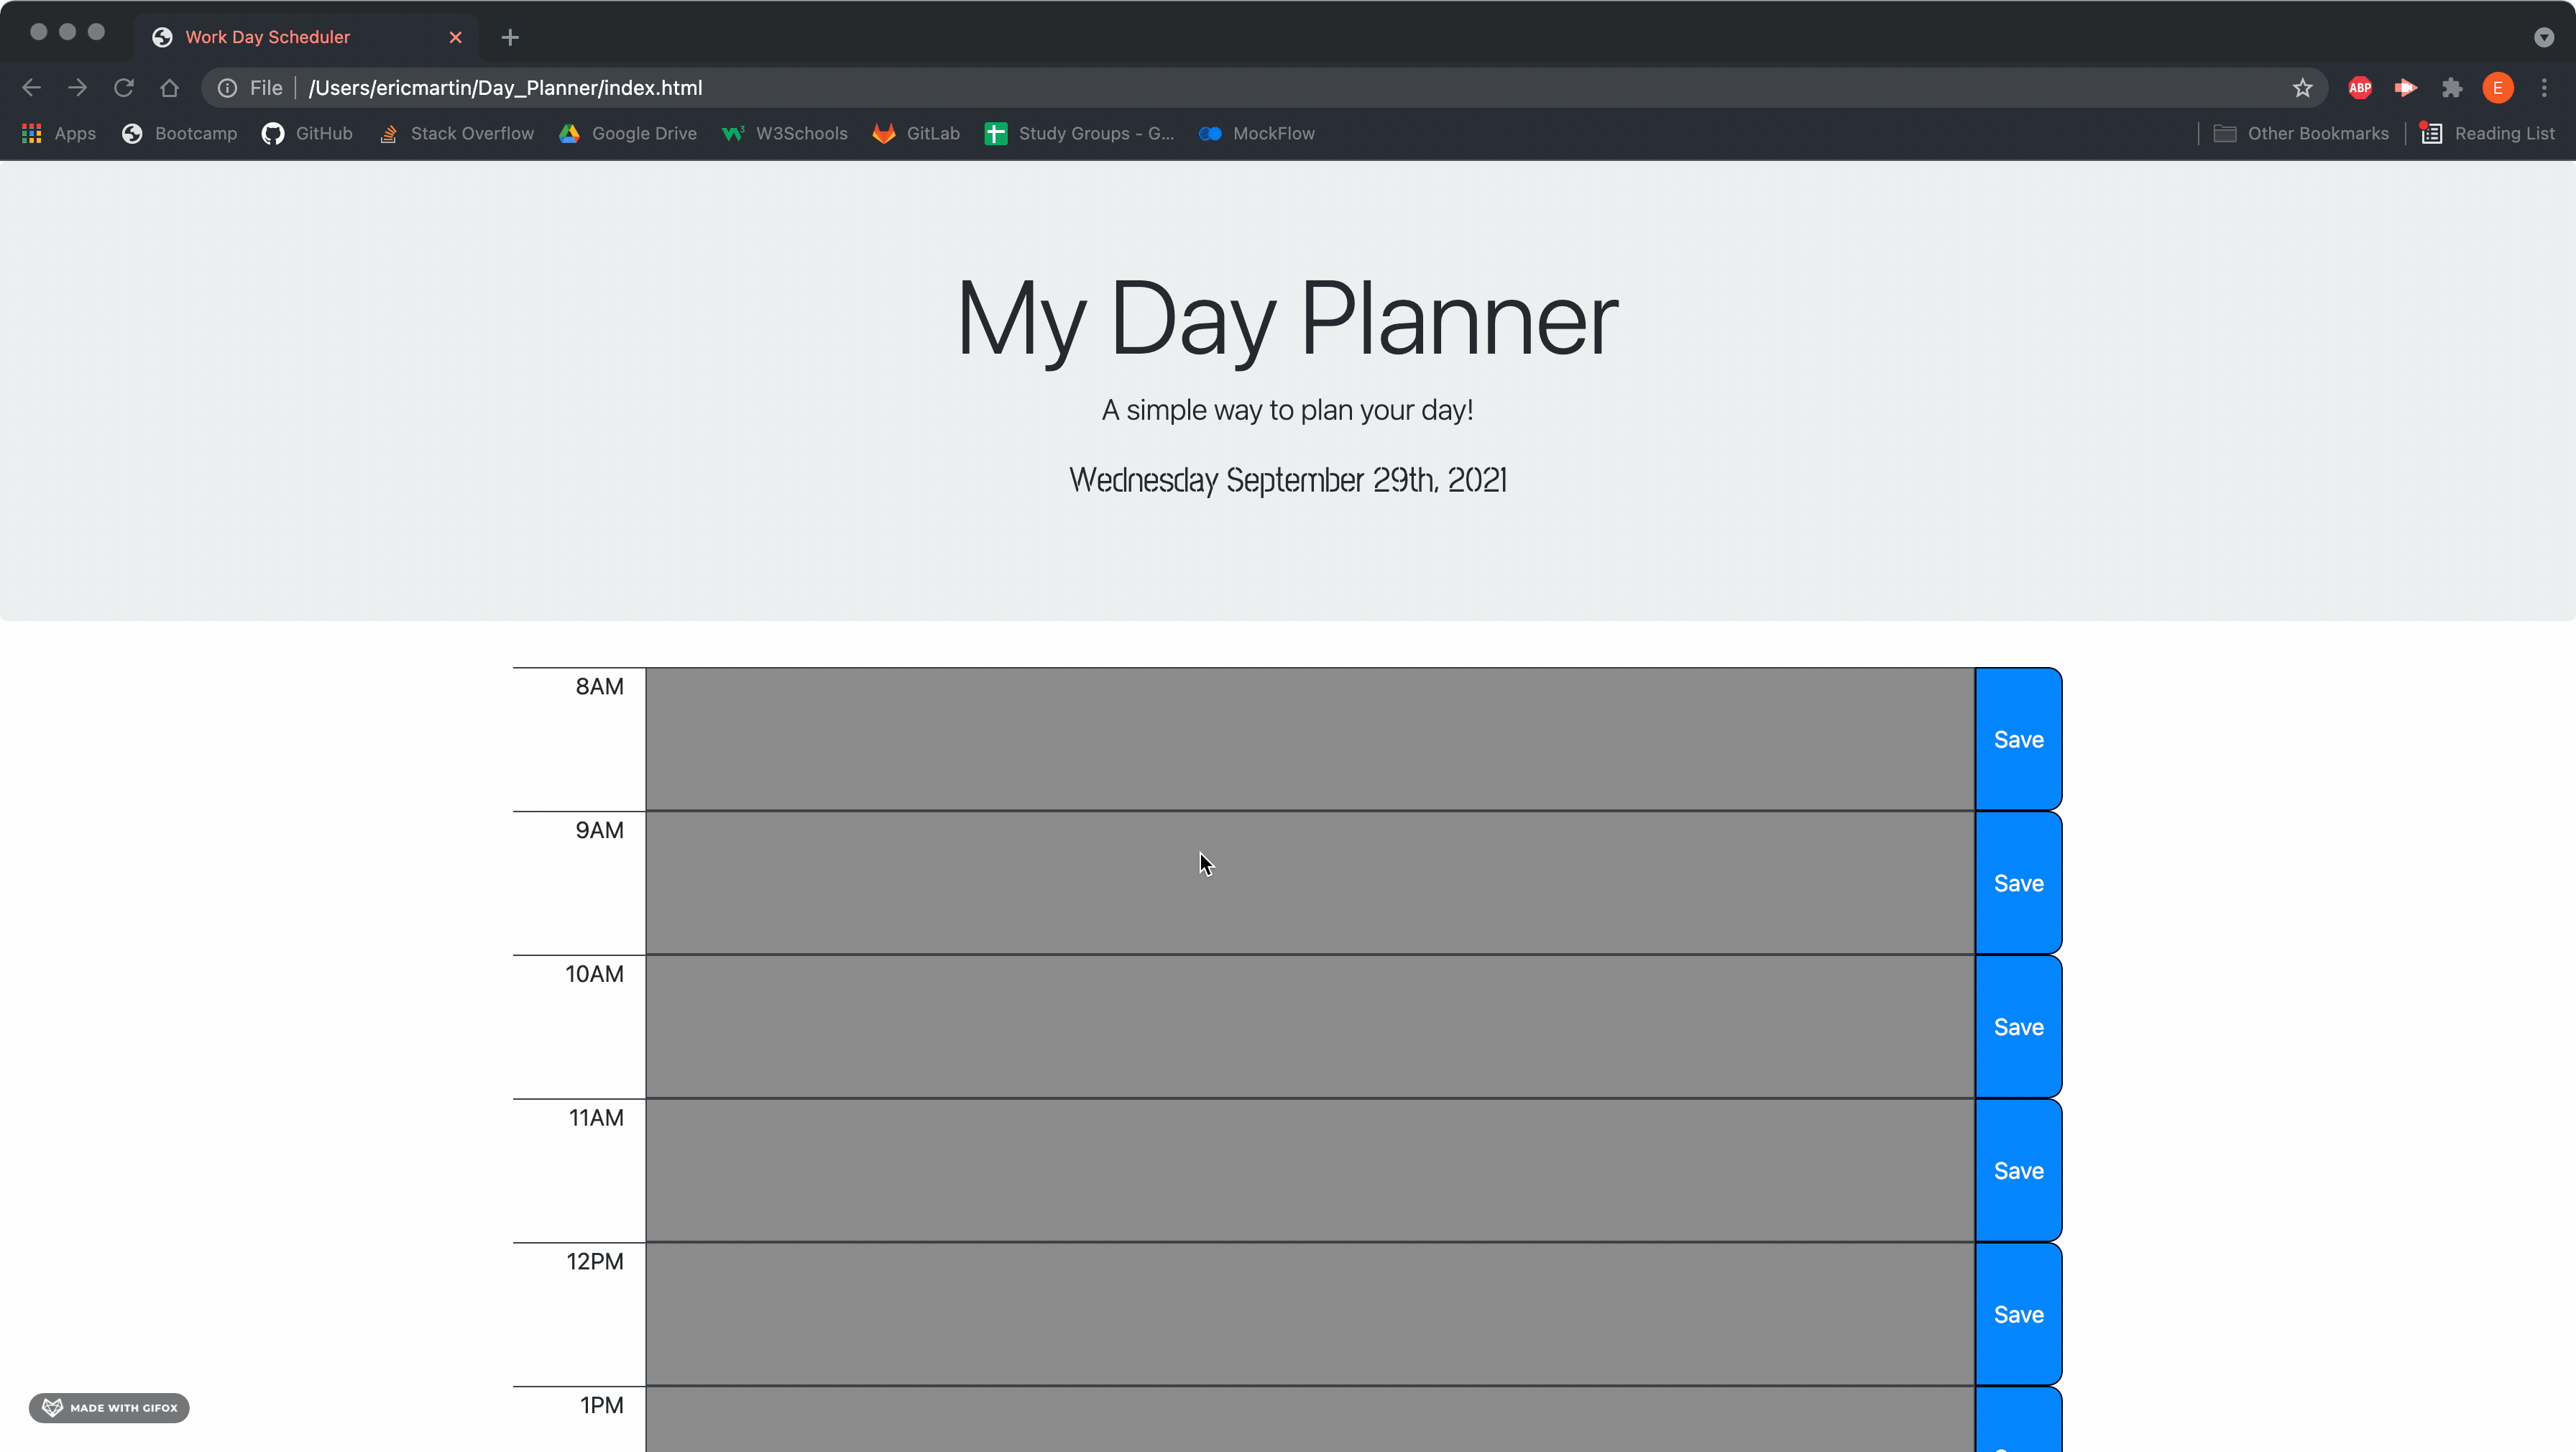 Work Day Scheduler
File /Users/ericmartin/Day_Planner/index.html
ABP
E
Apps Bootcamp GitHub Stack Overflow Google Drive W3Schools GitLab Study Groups - G... MockFlow Other Bookmarks Reading List
My Day Planner
A simple way to plan your day!
Wednesday September 29th, 2021
8AM
Save
9AM
Save
10AM
Save
11AM
Save
12PM
Save
1PM
MADE WITH GIFOX